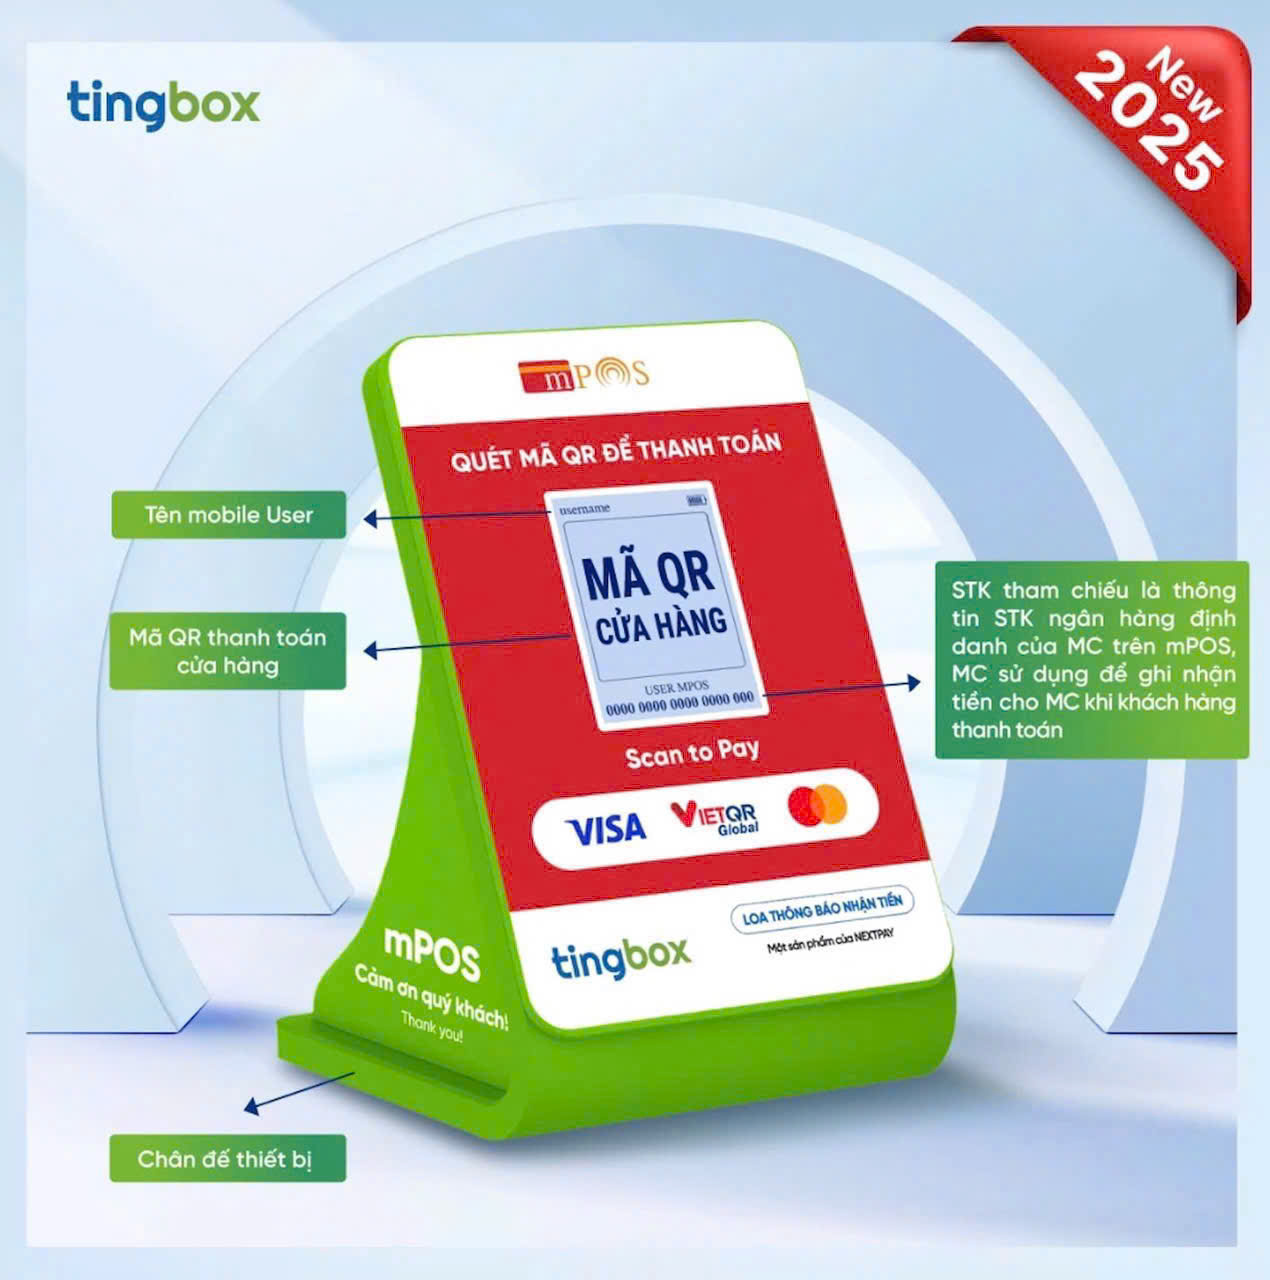 tingbox
New
2025
mPOS
QUÉT MÃ QR ĐỂ THANH TOÁN
username
MÃ QR
CỬA HÀNG
USER MPOS
0000 0000 0000 0000 000
Scan to Pay
VISA
VIETQR
Global
LOA THÔNG BÁO NHẬN TIỀN
Một sản phẩm của NEXTPAY
tingbox
mPOS
Cảm ơn quý khách!
Thank you!
Tên mobile User
Mã QR thanh toán
cửa hàng
STK tham chiếu là thông
tin STK ngân hàng định
danh của MC trên mPOS,
MC sử dụng để ghi nhận
tiền cho MC khi khách hàng
thanh toán
Chân đế thiết bị